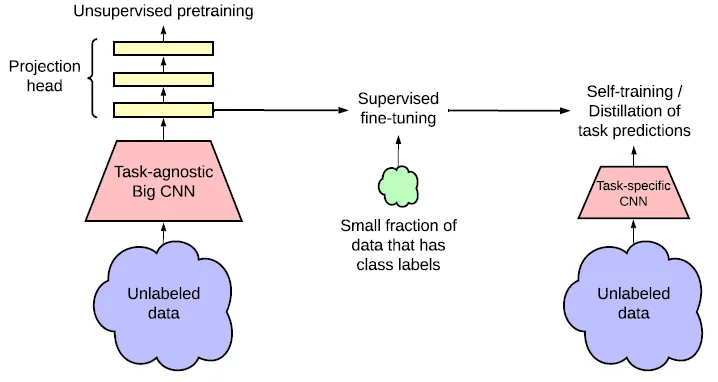 Unsupervised pretraining
Projection
head
Task-agnostic
Big CNN
Unlabeled
data
Supervised
fine-tuning
Small fraction of
data that has
class labels
Self-training /
Distillation of
task predictions
Task-specific
CNN
Unlabeled
data